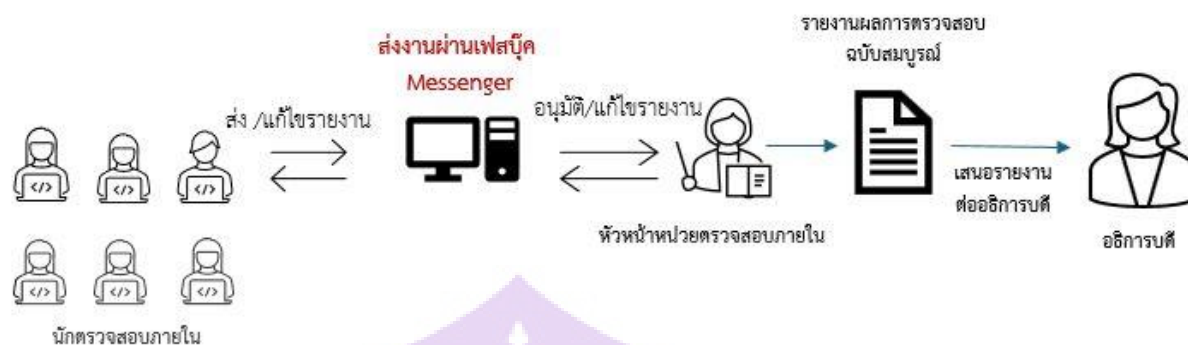 รายงานผลการตรวจสอบ
ฉบับสมบูรณ์
ส่งงานผ่านเฟสบุ๊ค
Messenger
ส่ง /แก้ไขรายงาน
อนุมัติ/แก้ไขรายงาน
</>
</>
</>
เสนอรายงาน
ต่ออธิการบดี
หัวหน้าหน่วยตรวจสอบภายใน
อธิการบดี
</>
</>
</>
นักตรวจสอบภายใน